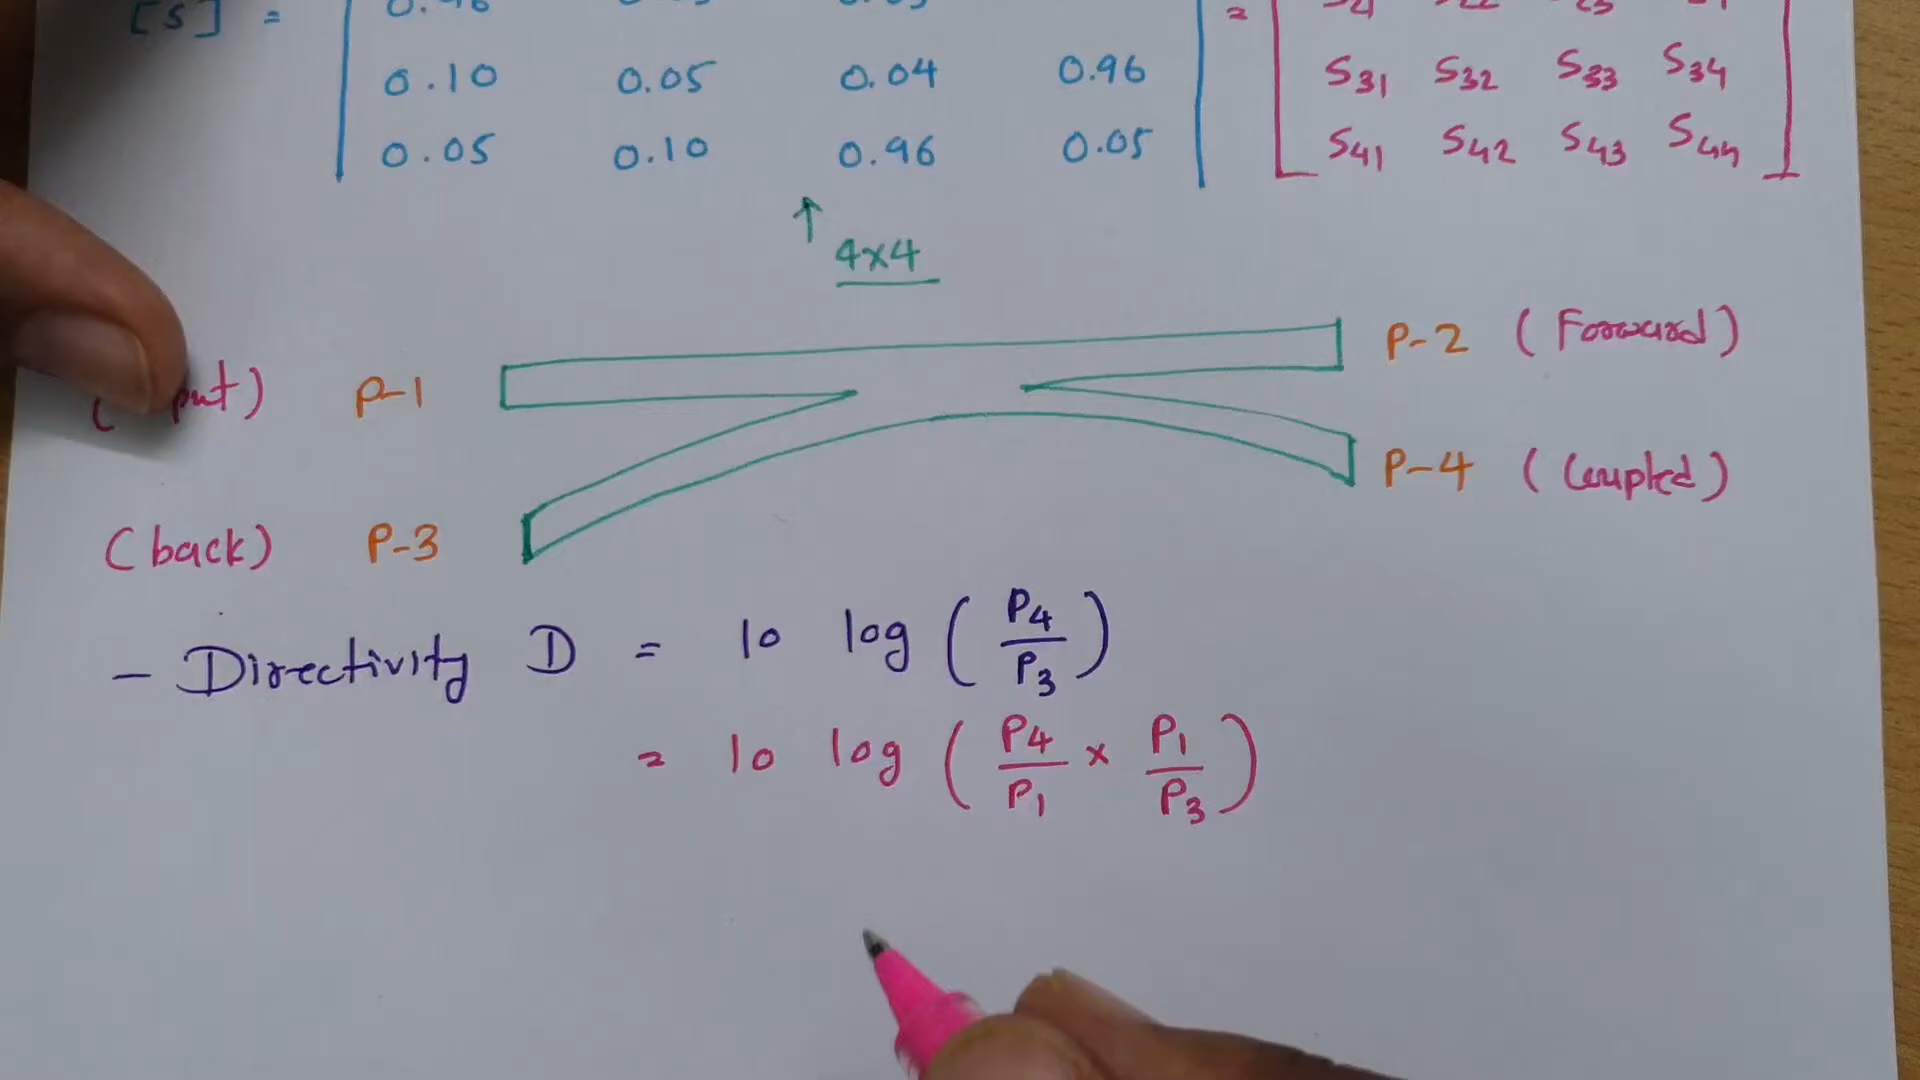 [S] =
10.10 0.05 0.04 0.96 = S31 S32 S33 S34
0.05 0.10 0.96 0.05 S41 S42 S43 S44
↑ 4x4
P-1 P-2 (Forward)
P-4 (Coupled)
(back) P-3
- Directivity D = 10 log ( P4 / P3 )
= 10 log ( P4 / P1 x P1 / P3 )